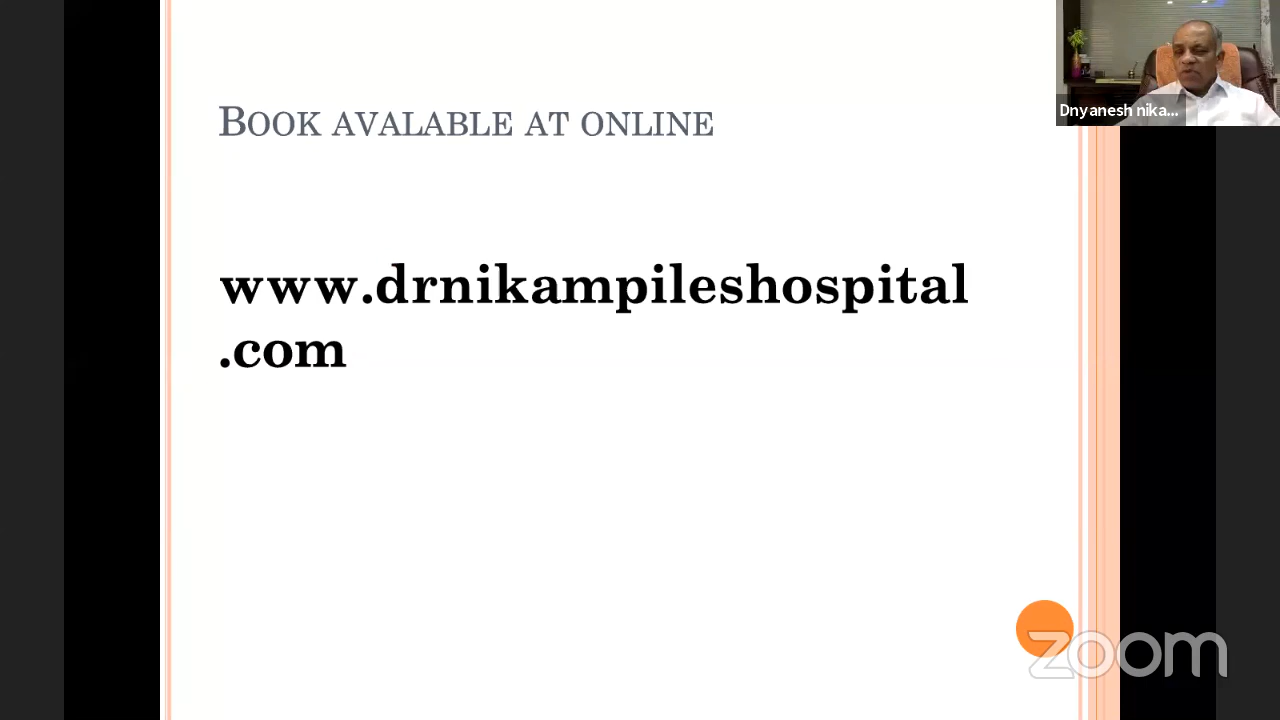 Dnyanesh nika...
BOOK AVALABLE AT ONLINE
www.drnikampileshospital
.com
zoom